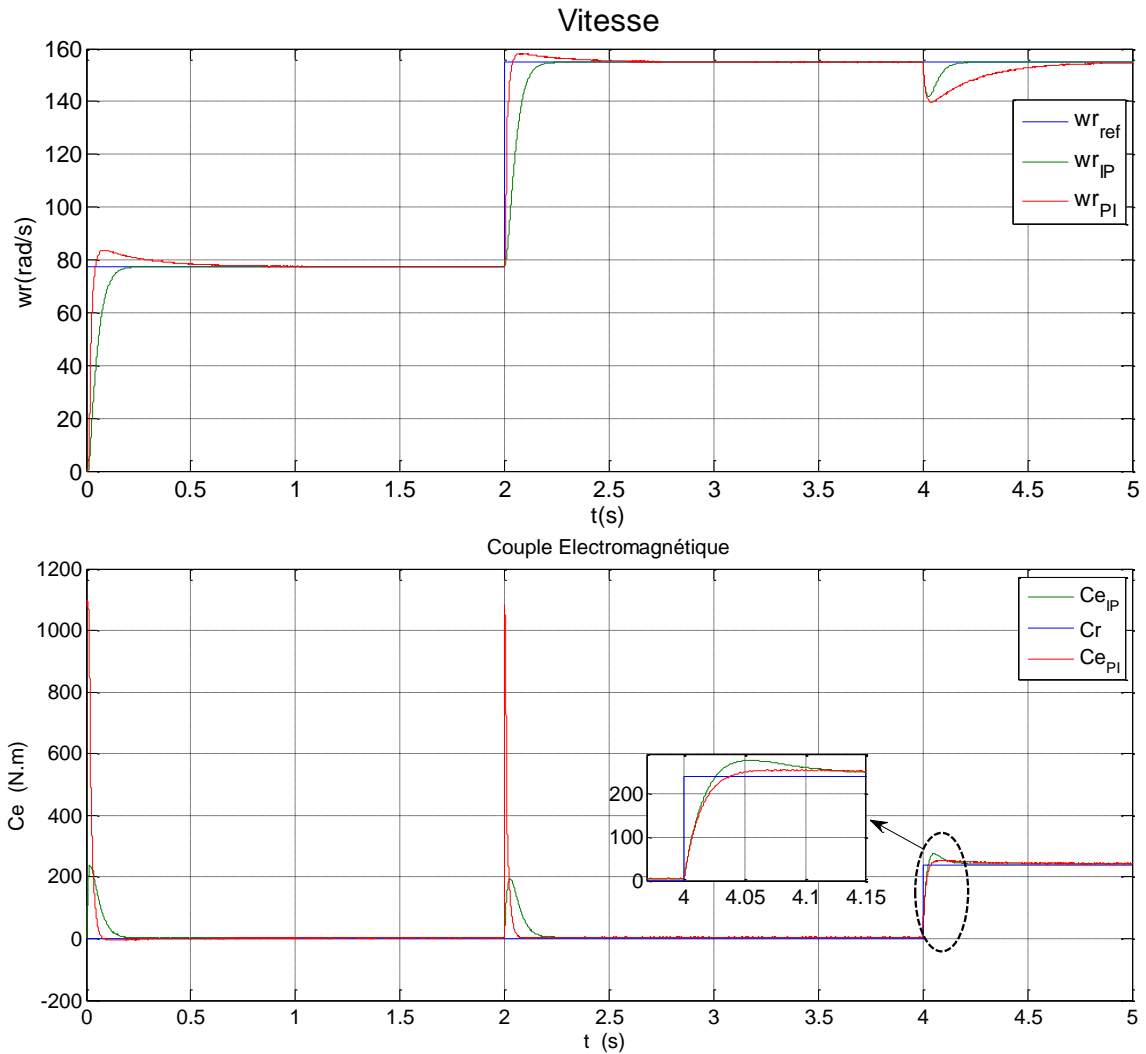 Vitesse
160
140
120
100
80
60
40
20
0
wr(rad/s)
wr_ref
wr_IP
wr_PI
0 0.5 1 1.5 2 2.5 3 3.5 4 4.5 5
t(s)
Couple Electromagnétique
1200
1000
800
600
400
200
0
-200
Ce (N.m)
Ce_IP
Cr
Ce_PI
200
100
0
4 4.05 4.1 4.15
0 0.5 1 1.5 2 2.5 3 3.5 4 4.5 5
t (s)